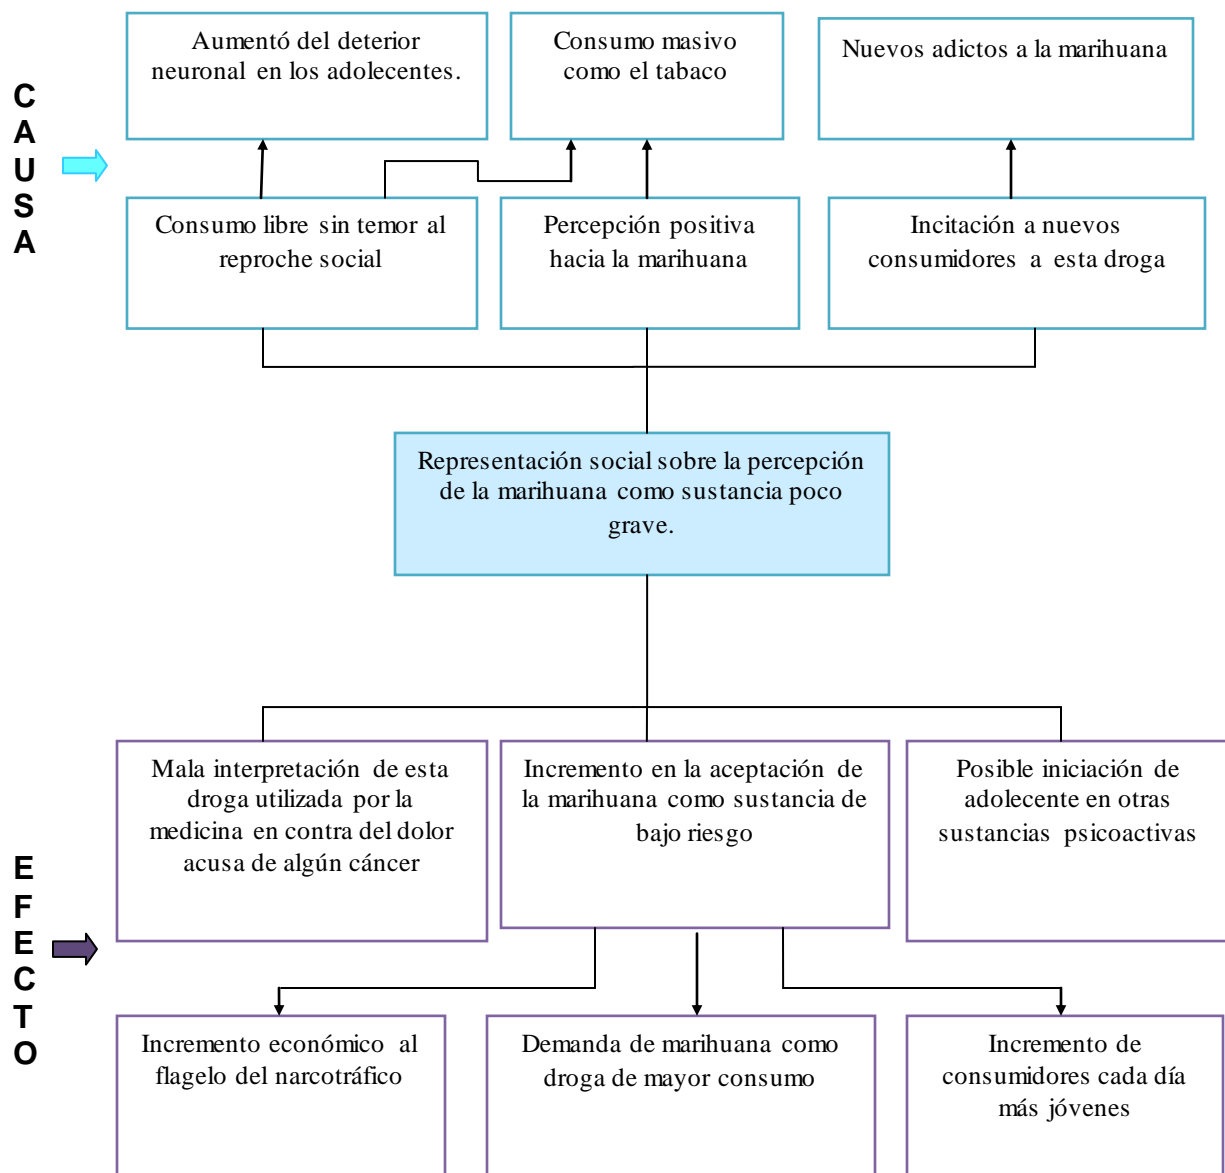 CAUSA
Aumentó del deterior
neuronal en los adolecentes.
Consumo masivo
como el tabaco
Nuevos adictos a la marihuana
Consumo libre sin temor al
reproche social
Percepción positiva
hacia la marihuana
Incitación a nuevos
consumidores a esta droga
Representación social sobre la percepción
de la marihuana como sustancia poco
grave.
EFECTO
Mala interpretación de esta
droga utilizada por la
medicina en contra del dolor
acusa de algún cáncer
Incremento en la aceptación de
la marihuana como sustancia de
bajo riesgo
Posible iniciación de
adolecente en otras
sustancias psicoactivas
Incremento económico al
flagelo del narcotráfico
Demanda de marihuana como
droga de mayor consumo
Incremento de
consumidores cada día
más jóvenes